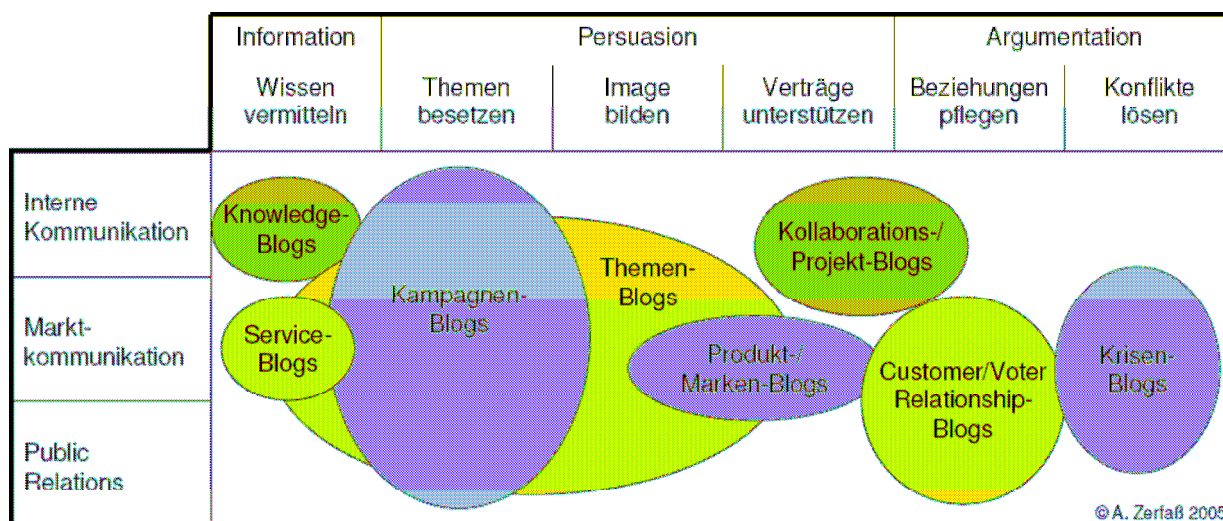 Information
Persuasion
Argumentation
Wissen
vermitteln
Themen
besetzen
Image
bilden
Verträge
unterstützen
Beziehungen
pflegen
Konflikte
lösen
Interne
Kommunikation
Knowledge-
Blogs
Kollaborations-/
Projekt-Blogs
Themen-
Blogs
Kampagnen-
Blogs
Markt-
kommunikation
Service-
Blogs
Produkt-/
Marken-Blogs
Customer/Voter
Relationship-
Blogs
Krisen-
Blogs
Public
Relations
© A. Zerfaß 2005